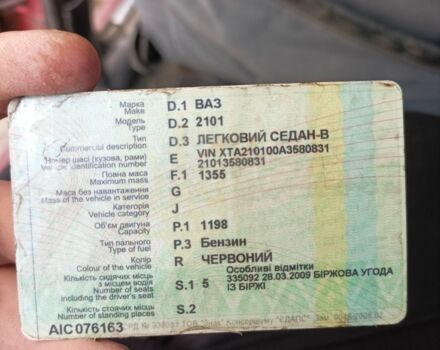 Марка D.1 ВАЗ
Make
Модель D.2 2101
Type
Тип D.3 ЛЕГКОВИЙ СЕДАН-В
Commercial description
Номер шасі (кузова, рами) E VIN XTA210100A3580831
Vehicle identification number 21013580831
Повна маса F.1 1355
Maximum mass
Маса без навантаження G
Mass of the vehicle in service
Категорія J
Vehicle category
Об'єм двигуна P.1 1198
Capacity
Тип пального P.3 Бензин
Type of fuel
Колір R ЧЕРВОНИЙ
Colour of the vehicle
Особливі відмітки
Кількість сидячих місць 335092 28.03.2009 БІРЖОВА УГОДА
з місцем водія S.1 5 ІЗ БІРЖІ
Number of seats
including the driver's seat
Кількість стоячих місць S.2
Number of standing places
AIC 076163